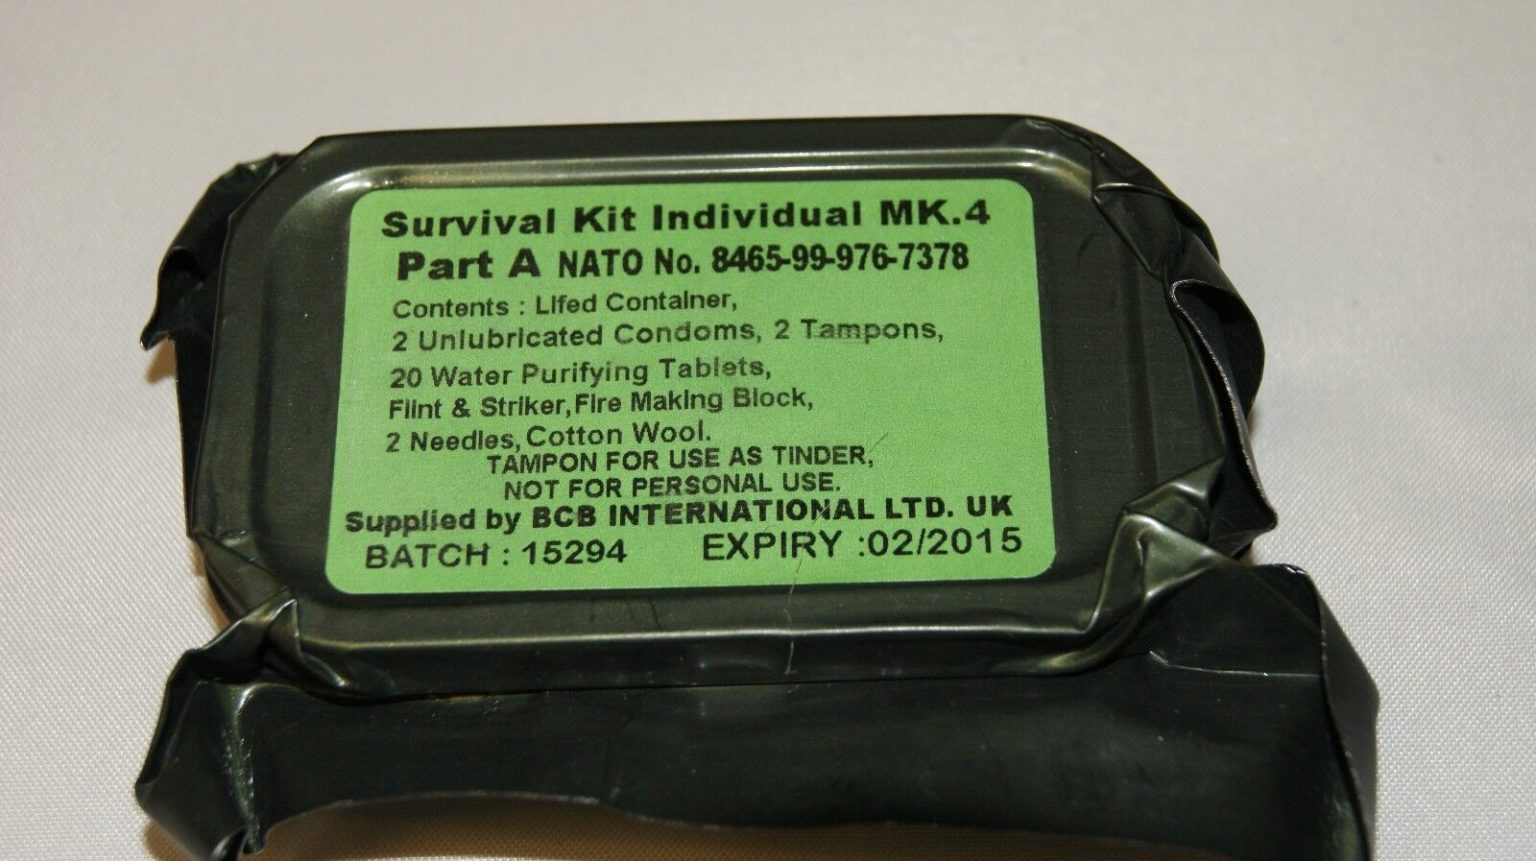 Survival Kit Individual MK.4
Part A NATO No. 8465-99-976-7378
Contents : Lifed Container,
2 Unlubricated Condoms, 2 Tampons,
20 Water Purifying Tablets,
Flint & Striker, Fire Making Block,
2 Needles, Cotton Wool.
TAMPON FOR USE AS TINDER,
NOT FOR PERSONAL USE.
Supplied by BCB INTERNATIONAL LTD. UK
BATCH : 15294 EXPIRY :02/2015